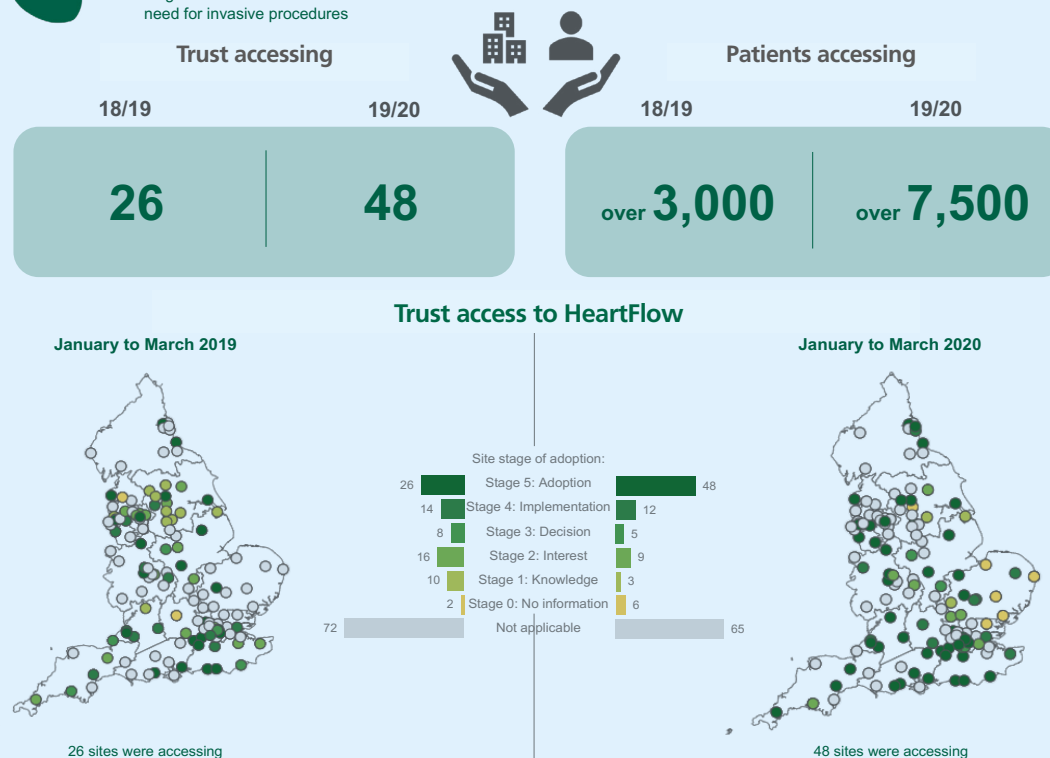 need for invasive procedures
Trust accessing
Patients accessing
18/19
19/20
18/19
19/20
26
48
over 3,000
over 7,500
Trust access to HeartFlow
January to March 2019
January to March 2020
Site stage of adoption:
26 Stage 5: Adoption 48
14 Stage 4: Implementation 12
8 Stage 3: Decision 5
16 Stage 2: Interest 9
10 Stage 1: Knowledge 3
2 Stage 0: No information 6
72 Not applicable 65
26 sites were accessing
48 sites were accessing